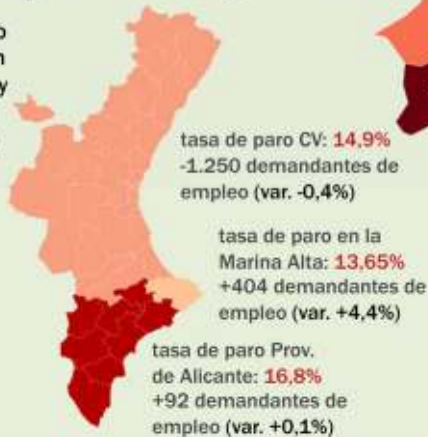 o
n
y
tasa de paro CV: 14,9%
-1.250 demandantes de
empleo (var. -0,4%)
tasa de paro en la
Marina Alta: 13,65%
+404 demandantes de
empleo (var. +4,4%)
tasa de paro Prov.
de Alicante: 16,8%
+92 demandantes de
empleo (var. +0,1%)